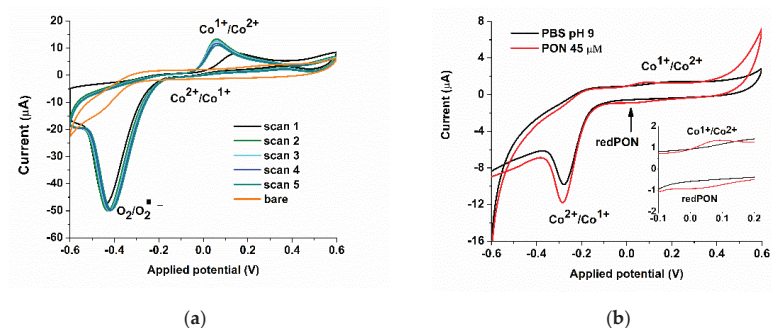 Co1+/Co2+
Co2+/Co1+
scan 1
scan 2
scan 3
scan 4
scan 5
bare
O2/O2▪ –
Current (µA)
20
10
0
-10
-20
-30
-40
-50
-60
-0.6 -0.4 -0.2 0.0 0.2 0.4 0.6
Applied potential (V)
(a)
PBS pH 9
PON 45 µM
Co1+/Co2+
redPON
Co2+/Co1+
Current (µA)
8
4
0
-4
-8
-12
-16
-0.6 -0.4 -0.2 0.0 0.2 0.4 0.6
Applied potential (V)
Co1+/Co2+
redPON
2
1
0
-1
-2
-0.1 0.0 0.1 0.2
(b)